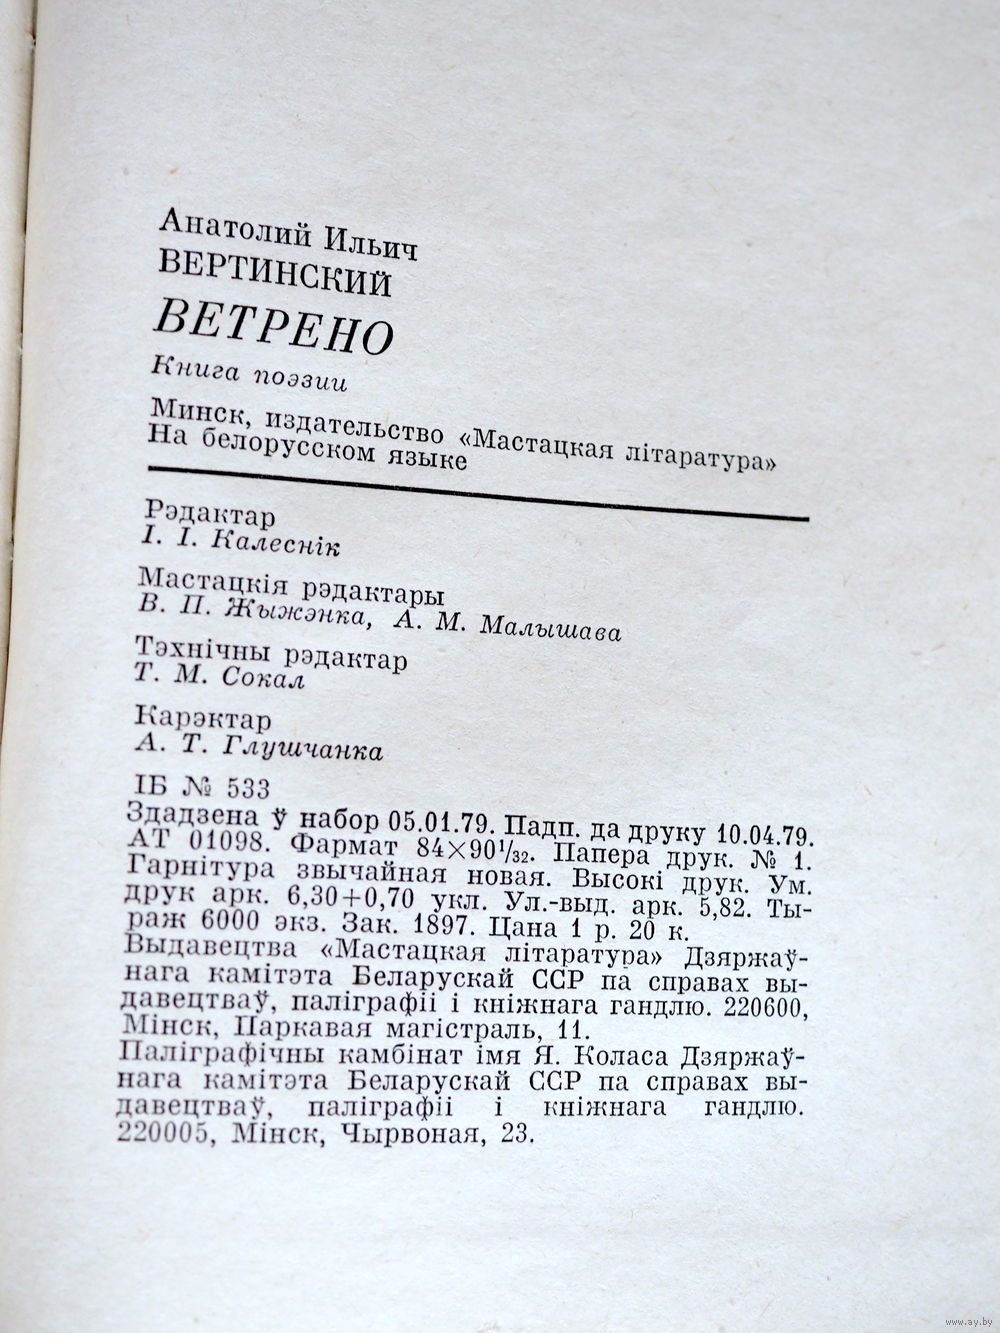 Анатолий Ильич
ВЕРТИНСКИЙ
ВЕТРЕНО
Книга поэзии
Минск, издательство «Мастацкая літаратура»
На белорусском языке
Рэдактар
І. І. Калеснік
Мастацкія рэдактары
В. П. Жыжэнка, А. М. Малышава
Тэхнічны рэдактар
Т. М. Сокал
Карэктар
А. Т. Глушчанка
ІБ № 533
Здадзена ў набор 05.01.79. Падп. да друку 10.04.79.
АТ 01098. Фармат 84×90¹/₃₂. Папера друк. № 1.
Гарнітура звычайная новая. Высокі друк. Ум.
друк арк. 6,30+0,70 укл. Ул.-выд. арк. 5,82. Ты-
раж 6000 экз. Зак. 1897. Цана 1 р. 20 к.
Выдавецтва «Мастацкая літаратура» Дзяржаў-
нага камітэта Беларускай ССР па справах вы-
давецтваў, паліграфіі і кніжнага гандлю. 220600,
Мінск, Паркавая магістраль, 11.
Паліграфічны камбінат імя Я. Коласа Дзяржаў-
нага камітэта Беларускай ССР па справах вы-
давецтваў, паліграфіі і кніжнага гандлю.
220005, Мінск, Чырвоная, 23.
www.ay.by